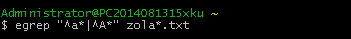 Administrator@PC2014081315xku ~
$ egrep "^a*|^A*" zola*.txt